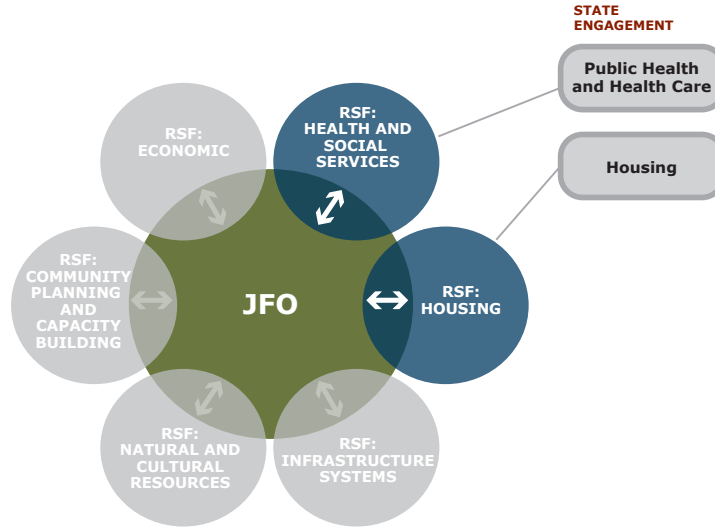 STATE
ENGAGEMENT
Public Health
and Health Care
Housing
RSF:
ECONOMIC
RSF:
HEALTH AND
SOCIAL
SERVICES
RSF:
COMMUNITY
PLANNING
AND
CAPACITY
BUILDING
JFO
RSF:
HOUSING
RSF:
NATURAL AND
CULTURAL
RESOURCES
RSF:
INFRASTRUCTURE
SYSTEMS